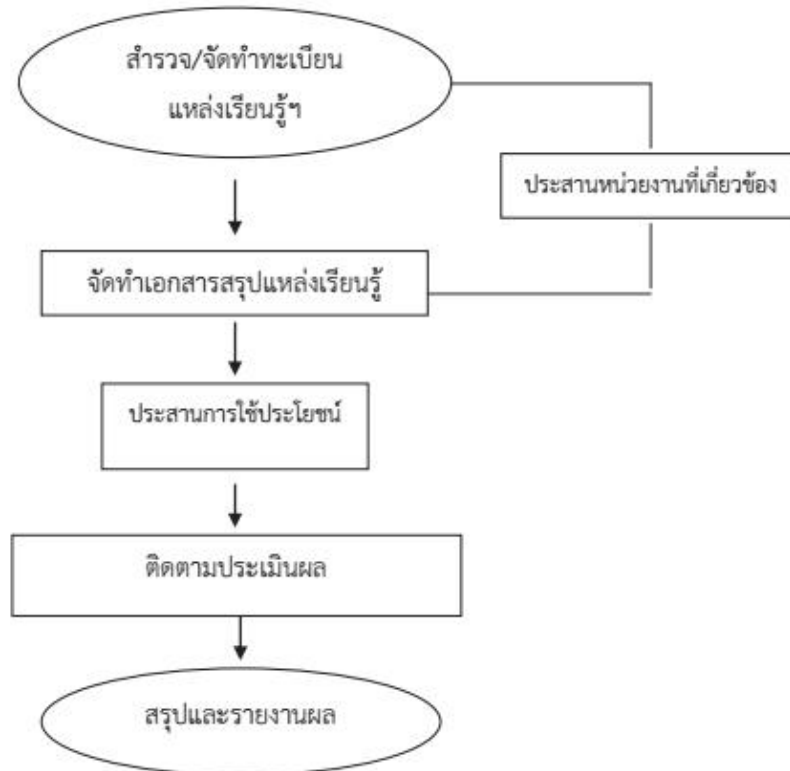 สำรวจ/จัดทำทะเบียน
แหล่งเรียนรู้ฯ
ประสานหน่วยงานที่เกี่ยวข้อง
จัดทำเอกสารสรุปแหล่งเรียนรู้
ประสานการใช้ประโยชน์
ติดตามประเมินผล
สรุปและรายงานผล